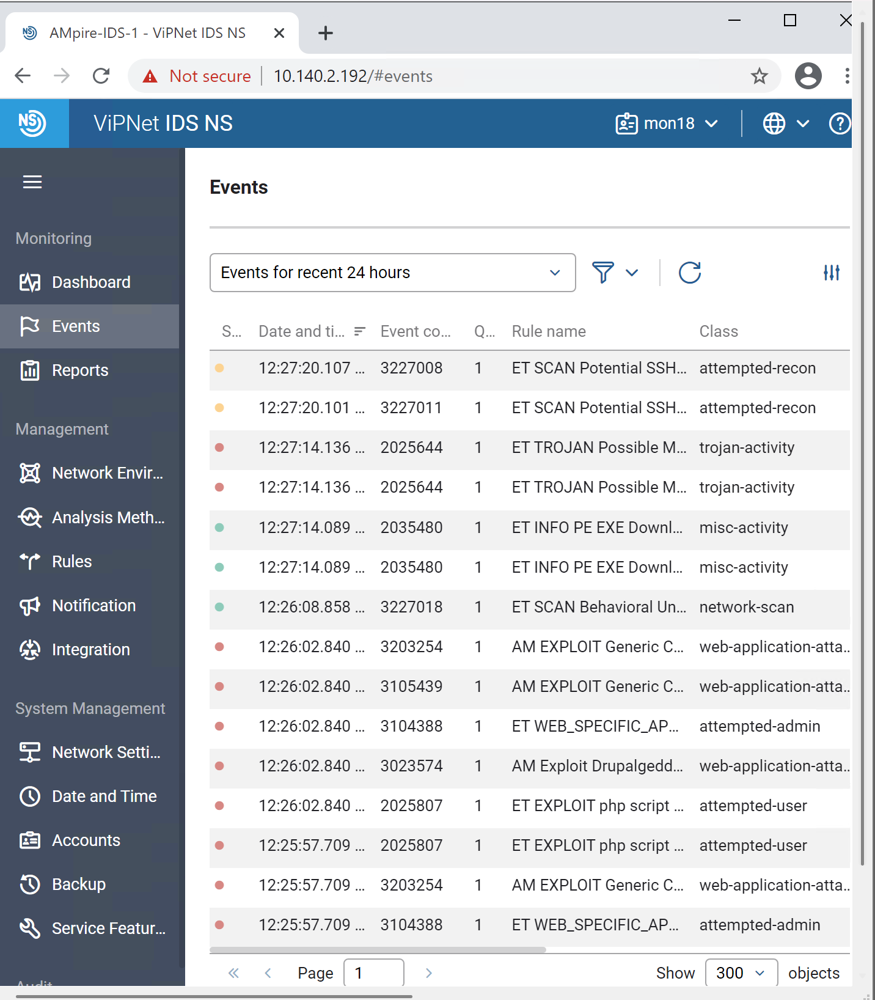 AMpire-IDS-1 - ViPNet IDS NS
Not secure 10.140.2.192/#events
NS ViPNet IDS NS mon18
Events
Monitoring
Dashboard
Events
Reports
Management
Network Envir...
Analysis Meth...
Rules
Notification
Integration
System Management
Network Setti...
Date and Time
Accounts
Backup
Service Featur...
Audit
Events for recent 24 hours
S... Date and ti... Event co... Q... Rule name Class
12:27:20.107 ... 3227008 1 ET SCAN Potential SSH... attempted-recon
12:27:20.101 ... 3227011 1 ET SCAN Potential SSH... attempted-recon
12:27:14.136 ... 2025644 1 ET TROJAN Possible M... trojan-activity
12:27:14.136 ... 2025644 1 ET TROJAN Possible M... trojan-activity
12:27:14.089 ... 2035480 1 ET INFO PE EXE Downl... misc-activity
12:27:14.089 ... 2035480 1 ET INFO PE EXE Downl... misc-activity
12:26:08.858 ... 3227018 1 ET SCAN Behavioral Un... network-scan
12:26:02.840 ... 3203254 1 AM EXPLOIT Generic C... web-application-atta..
12:26:02.840 ... 3105439 1 AM EXPLOIT Generic C... web-application-atta..
12:26:02.840 ... 3104388 1 ET WEB_SPECIFIC_AP... attempted-admin
12:26:02.840 ... 3023574 1 AM Exploit Drupalgedd... web-application-atta..
12:26:02.840 ... 2025807 1 ET EXPLOIT php script ... attempted-user
12:25:57.709 ... 2025807 1 ET EXPLOIT php script ... attempted-user
12:25:57.709 ... 3203254 1 AM EXPLOIT Generic C... web-application-atta..
12:25:57.709 ... 3104388 1 ET WEB_SPECIFIC_AP... attempted-admin
Page 1 Show 300 objects